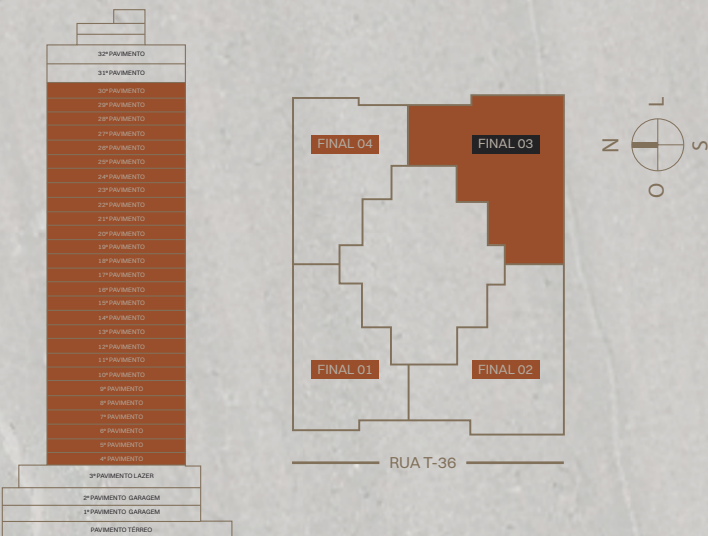 32º PAVIMENTO
31º PAVIMENTO
30º PAVIMENTO
29º PAVIMENTO
28º PAVIMENTO
27º PAVIMENTO
26º PAVIMENTO
25º PAVIMENTO
24º PAVIMENTO
23º PAVIMENTO
22º PAVIMENTO
21º PAVIMENTO
20º PAVIMENTO
19º PAVIMENTO
18º PAVIMENTO
17º PAVIMENTO
16º PAVIMENTO
15º PAVIMENTO
14º PAVIMENTO
13º PAVIMENTO
12º PAVIMENTO
11º PAVIMENTO
10º PAVIMENTO
9º PAVIMENTO
8º PAVIMENTO
7º PAVIMENTO
6º PAVIMENTO
5º PAVIMENTO
4º PAVIMENTO
3º PAVIMENTO LAZER
2º PAVIMENTO GARAGEM
1º PAVIMENTO GARAGEM
PAVIMENTO TÉRREO
FINAL 04
FINAL 03
FINAL 01
FINAL 02
RUA T-36
L
N
S
O